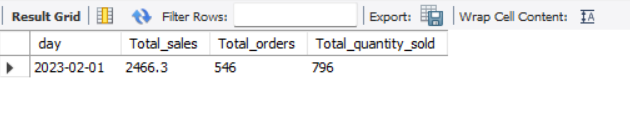 Result Grid Filter Rows: Export: Wrap Cell Content: IA
day Total_sales Total_orders Total_quantity_sold
2023-02-01 2466.3 546 796